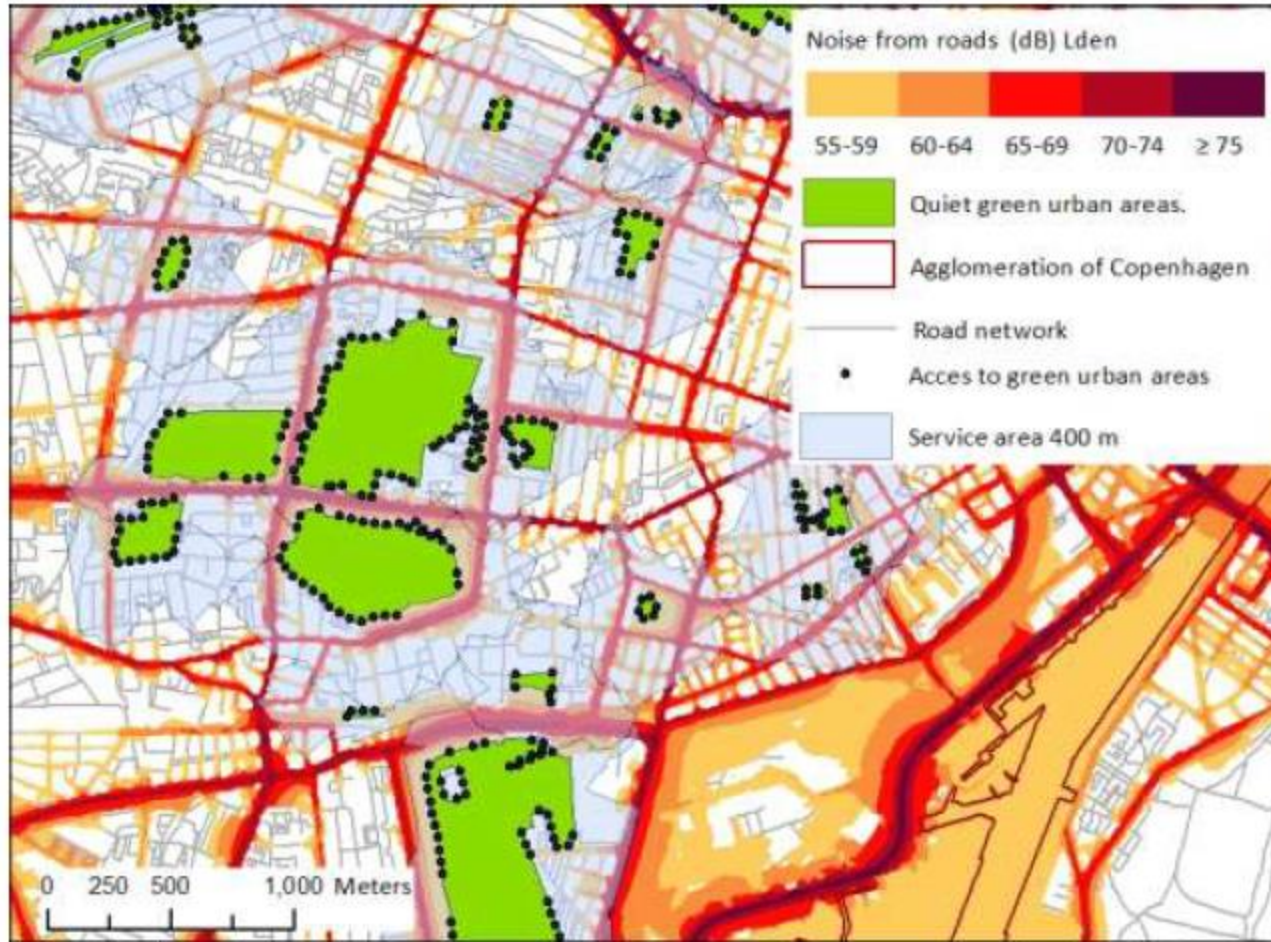 Noise from roads (dB) Lden
55-59 60-64 65-69 70-74 ≥ 75
Quiet green urban areas.
Agglomeration of Copenhagen
Road network
Acces to green urban areas
Service area 400 m
0 250 500 1,000 Meters